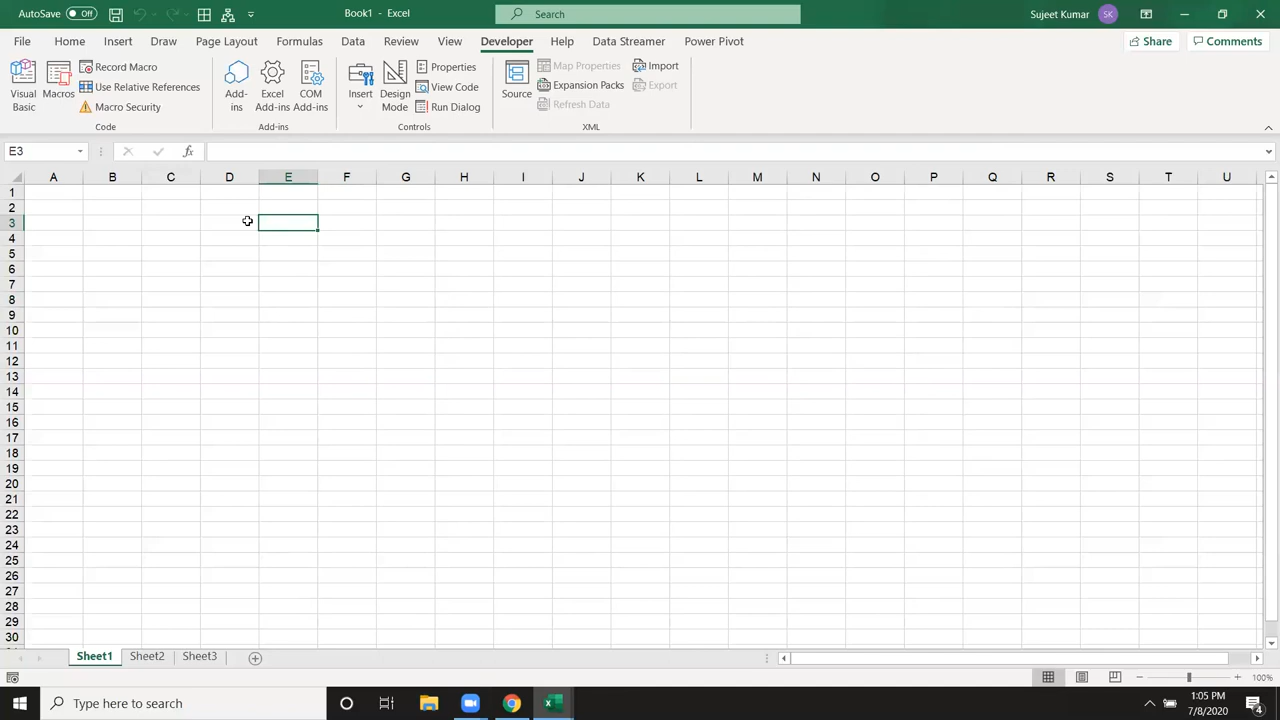 AutoSave Off Book1 - Excel Search Sujeet Kumar SK
File Home Insert Draw Page Layout Formulas Data Review View Developer Help Data Streamer Power Pivot Share Comments
Visual Basic
Macros
Record Macro
Use Relative References
Macro Security
Code
Add-ins
Excel Add-ins
COM Add-ins
Add-ins
Insert
Design Mode
Properties
View Code
Run Dialog
Controls
Source
Map Properties
Expansion Packs
Refresh Data
Import
Export
XML
E3 fx
A B C D E F G H I J K L M N O P Q R S T U
1
2
3
4
5
6
7
8
9
10
11
12
13
14
15
16
17
18
19
20
21
22
23
24
25
26
27
28
29
30
Sheet1 Sheet2 Sheet3
100%
Type here to search
1:05 PM
7/8/2020
4